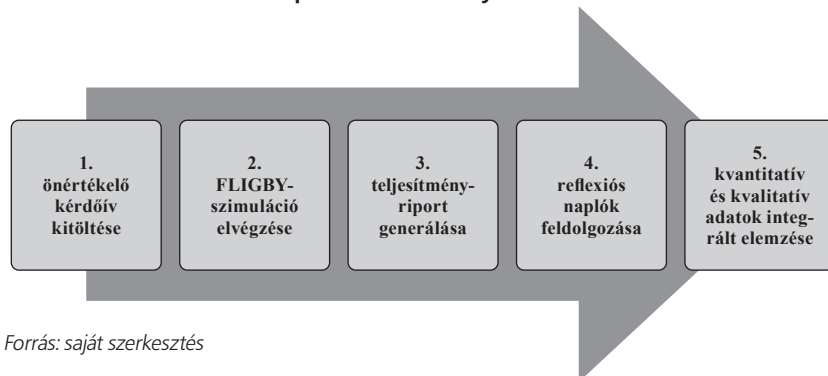 1.
önértékelő
kérdőív
kitöltése
2.
FLIGBY-
szimuláció
elvégzése
3.
teljesítmény-
riport
generálása
4.
reflexiós
naplók
feldolgozása
5.
kvantitatív
és kvalitatív
adatok integ-
rált elemzése
Forrás: saját szerkesztés